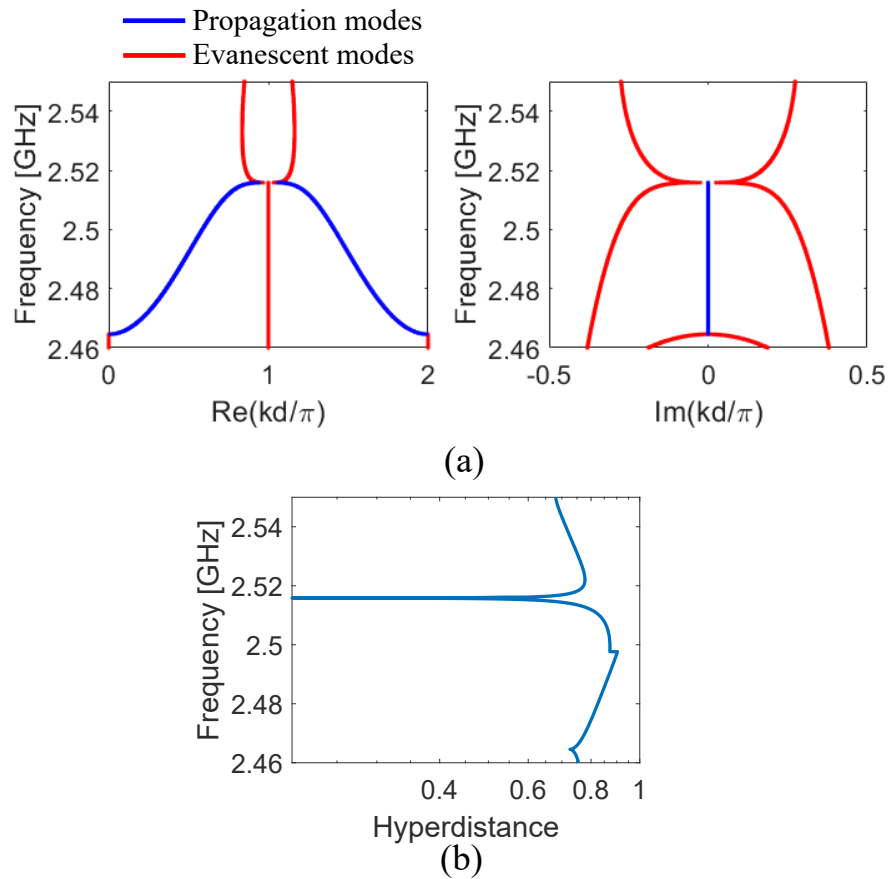 Propagation modes
Evanescent modes
Frequency [GHz]
2.54
2.52
2.5
2.48
2.46
0
1
2
Re(kd/π)
Frequency [GHz]
2.54
2.52
2.5
2.48
2.46
-0.5
0
0.5
Im(kd/π)
(a)
Frequency [GHz]
2.54
2.52
2.5
2.48
2.46
0.4
0.6
0.8
1
Hyperdistance
(b)